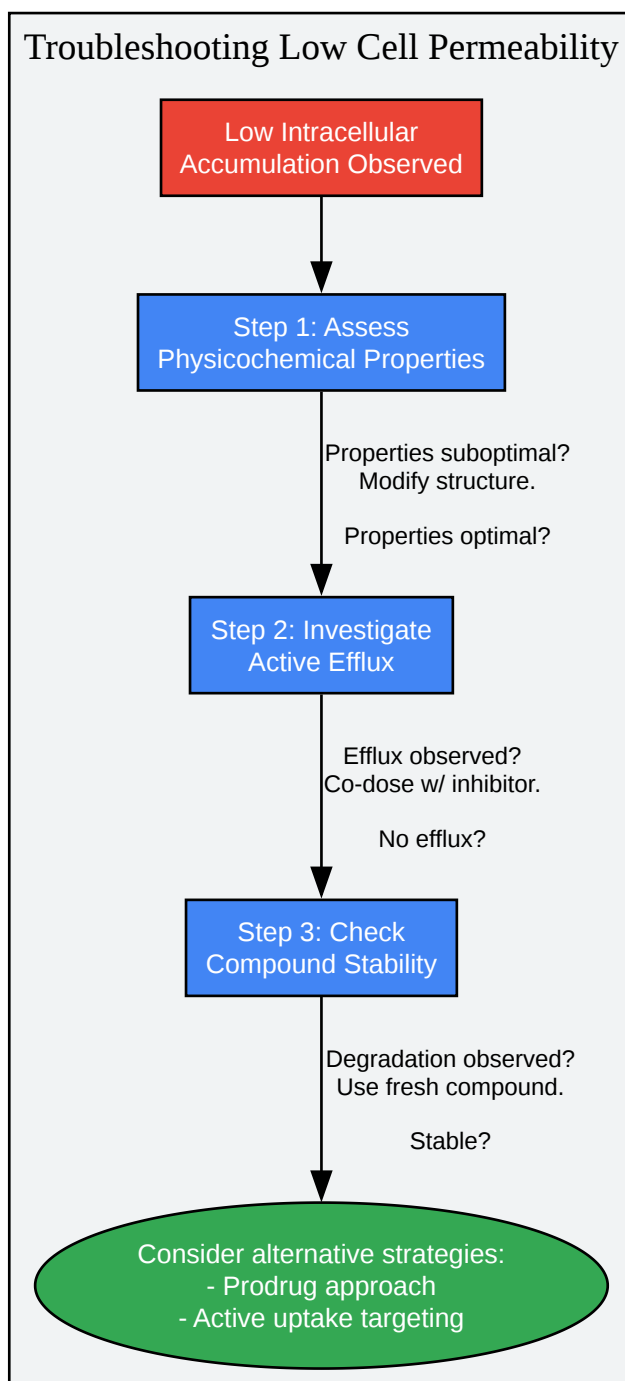 Troubleshooting Low Cell Permeability
Low Intracellular
Accumulation Observed
Step 1: Assess
Physicochemical Properties
Properties suboptimal?
Modify structure.
Properties optimal?
Step 2: Investigate
Active Efflux
Efflux observed?
Co-dose w/ inhibitor.
No efflux?
Step 3: Check
Compound Stability
Degradation observed?
Use fresh compound.
Stable?
Consider alternative strategies:
- Prodrug approach
- Active uptake targeting